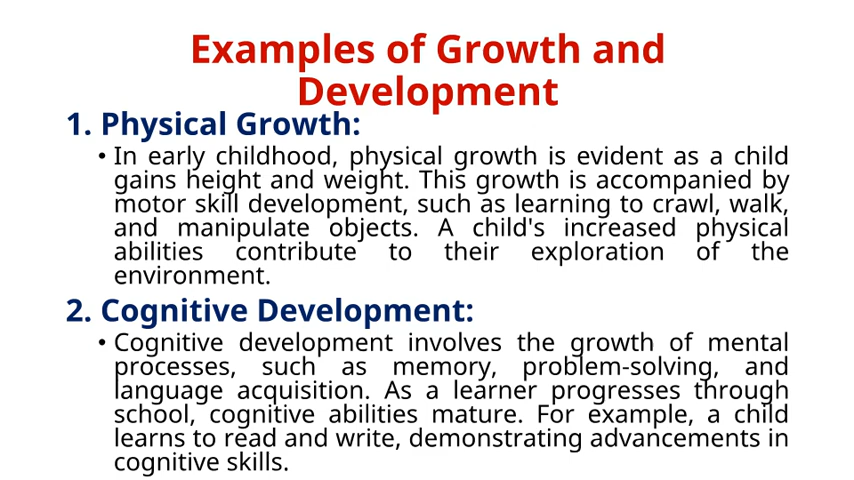 Examples of Growth and
Development
1. Physical Growth:
• In early childhood, physical growth is evident as a child
gains height and weight. This growth is accompanied by
motor skill development, such as learning to crawl, walk,
and manipulate objects. A child's increased physical
abilities contribute to their exploration of the
environment.
2. Cognitive Development:
• Cognitive development involves the growth of mental
processes, such as memory, problem-solving, and
language acquisition. As a learner progresses through
school, cognitive abilities mature. For example, a child
learns to read and write, demonstrating advancements in
cognitive skills.